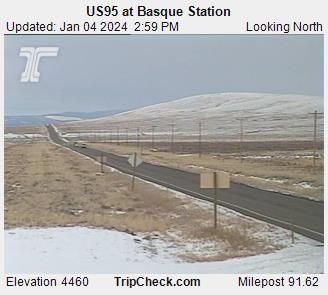 US95 at Basque Station
Updated: Jan 04 2024 2:59 PM Looking North
Elevation 4460 TripCheck.com Milepost 91.62